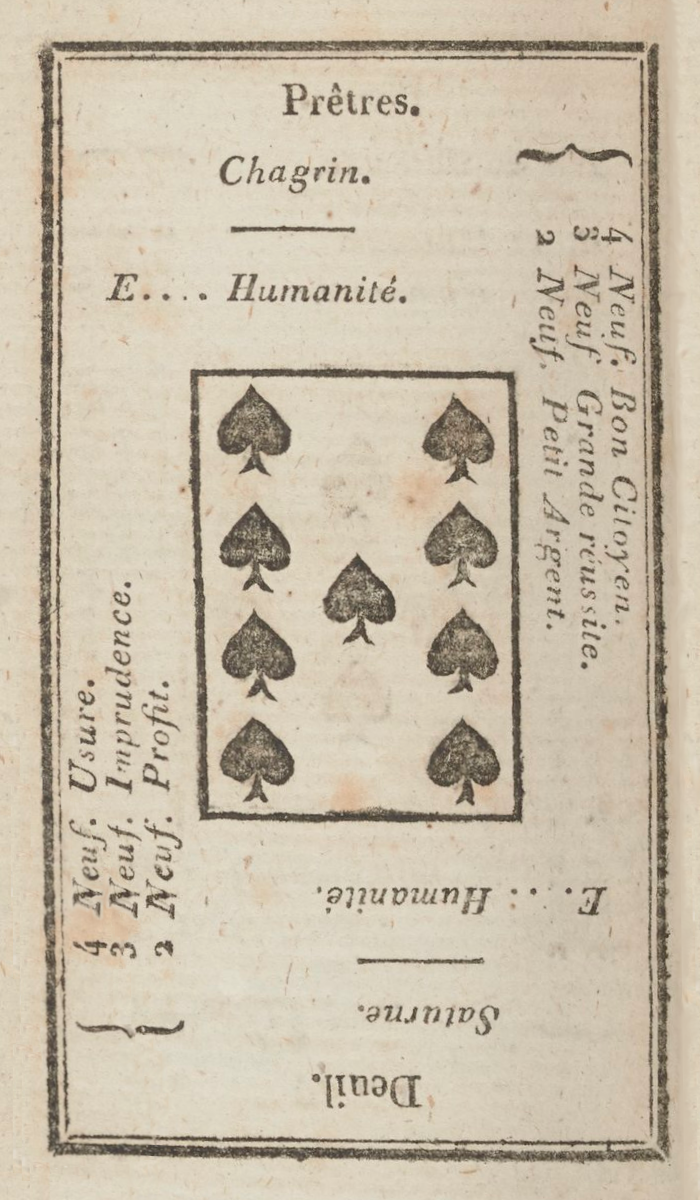 Prêtres.
Chagrin.
E.... Humanité.
4 Neuf. Bon Citoyen.
3 Neuf Grande réussite.
2 Neuf. Petit Argent.
4 Neuf. Usure.
3 Neuf. Imprudence.
2 Neuf. Profit.
Deuil.
Saturne.
E.... Humanité.